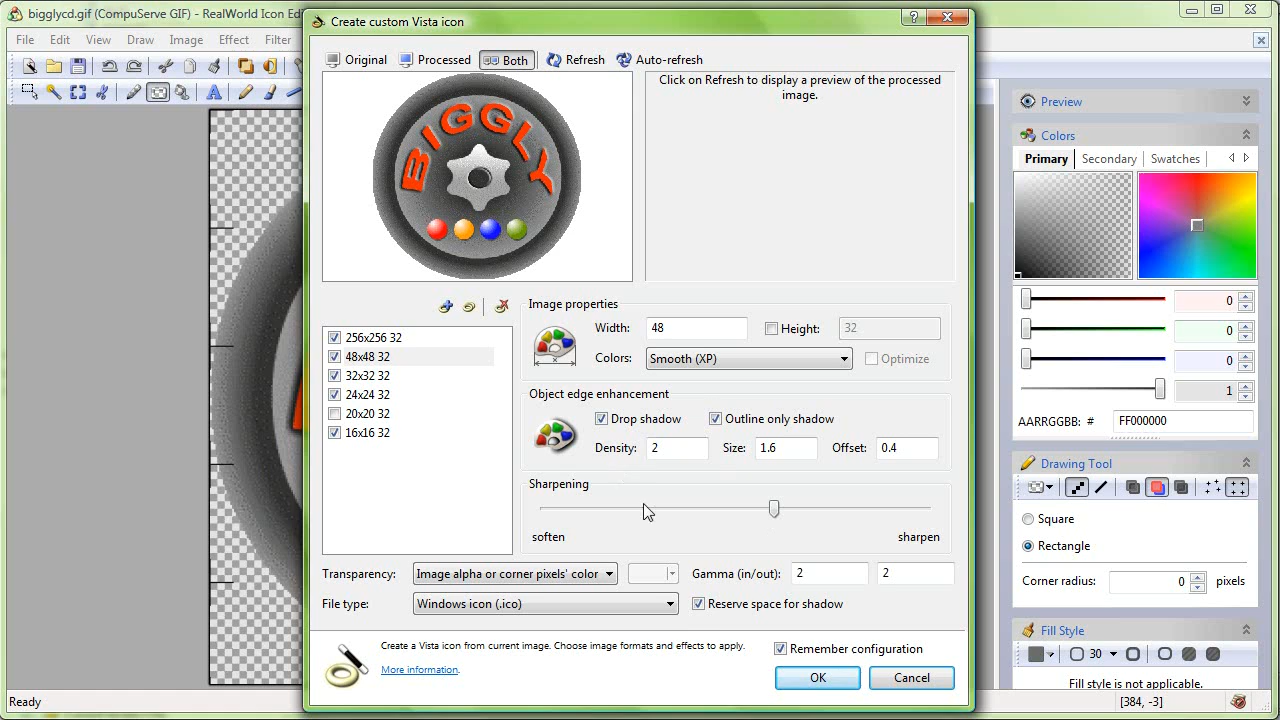 bigglycd.gif (CompuServe GIF) - RealWorld Icon Edi
Create custom Vista icon
File Edit View Draw Image Effect Filter
Original Processed Both Refresh Auto-refresh
Click on Refresh to display a preview of the processed
image.
BIGGLY
256x256 32
48x48 32
32x32 32
24x24 32
20x20 32
16x16 32
Image properties
Width: 48 Height: 32
Colors: Smooth (XP) Optimize
Object edge enhancement
Drop shadow Outline only shadow
Density: 2 Size: 1.6 Offset: 0.4
Sharpening
soften sharpen
Transparency: Image alpha or corner pixels' color Gamma (in/out): 2 2
File type: Windows icon (.ico) Reserve space for shadow
Create a Vista icon from current image. Choose image formats and effects to apply.
More information.
Remember configuration
OK Cancel
Preview
Colors
Primary Secondary Swatches
0
0
0
1
AARRGGBB: # FF000000
Drawing Tool
Square
Rectangle
Corner radius: 0 pixels
Fill Style
30
Fill style is not applicable.
Ready
[384, -3]